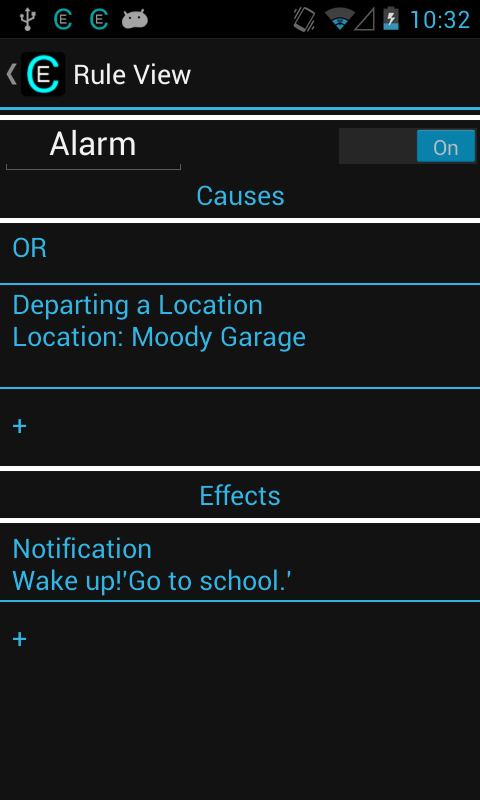 10:32
CE Rule View
Alarm
On
Causes
OR
Departing a Location
Location: Moody Garage
+
Effects
Notification
Wake up!'Go to school.'
+